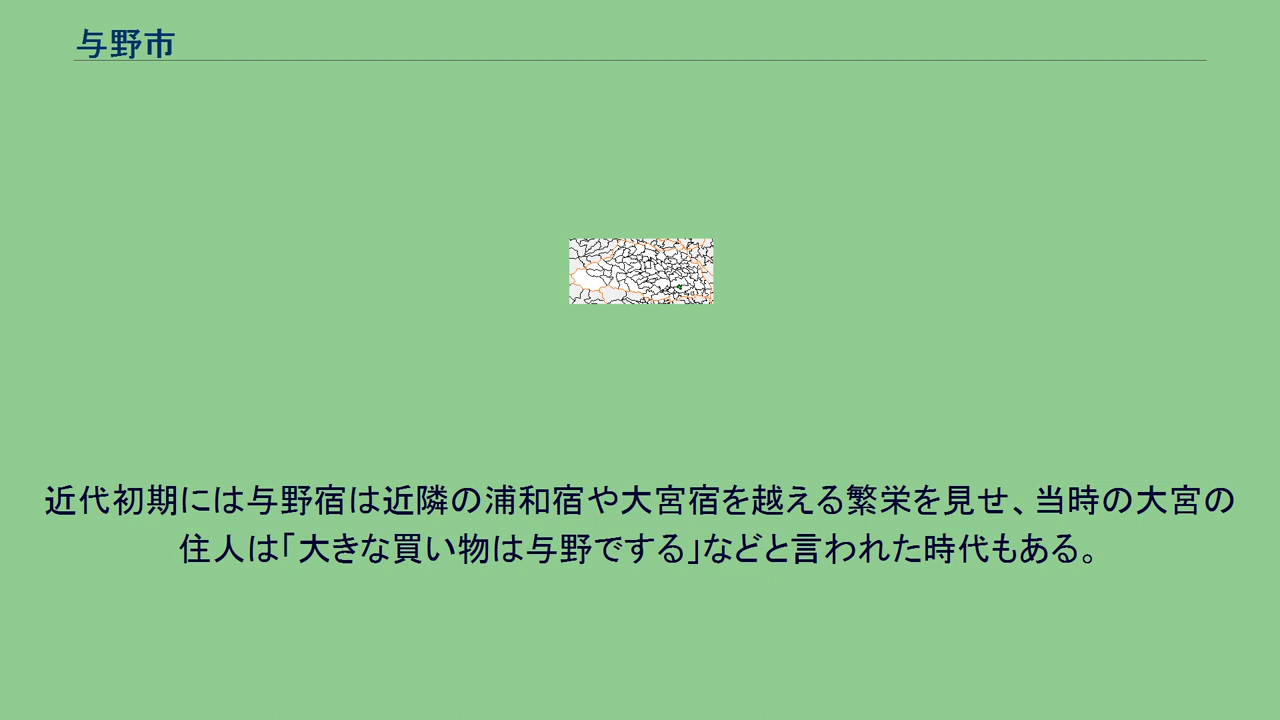 与野市
近代初期には与野宿は近隣の浦和宿や大宮宿を越える繁栄を見せ、当時の大宮の
住人は「大きな買い物は与野でする」などと言われた時代もある。